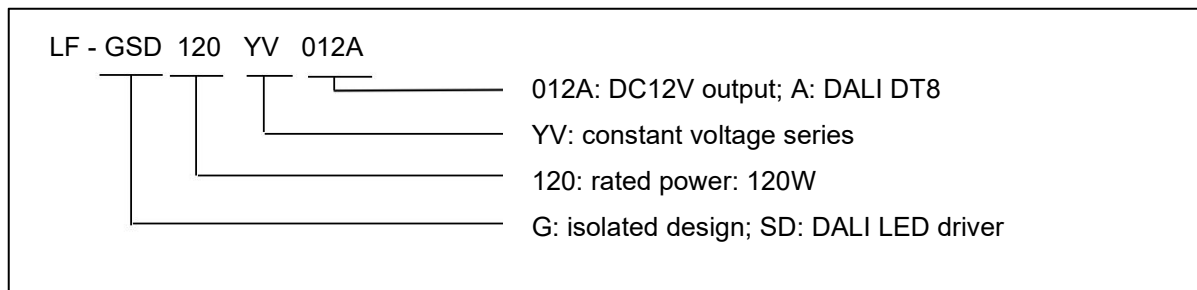 LF - GSD 120 YV 012A
012A: DC12V output; A: DALI DT8
YV: constant voltage series
120: rated power: 120W
G: isolated design; SD: DALI LED driver